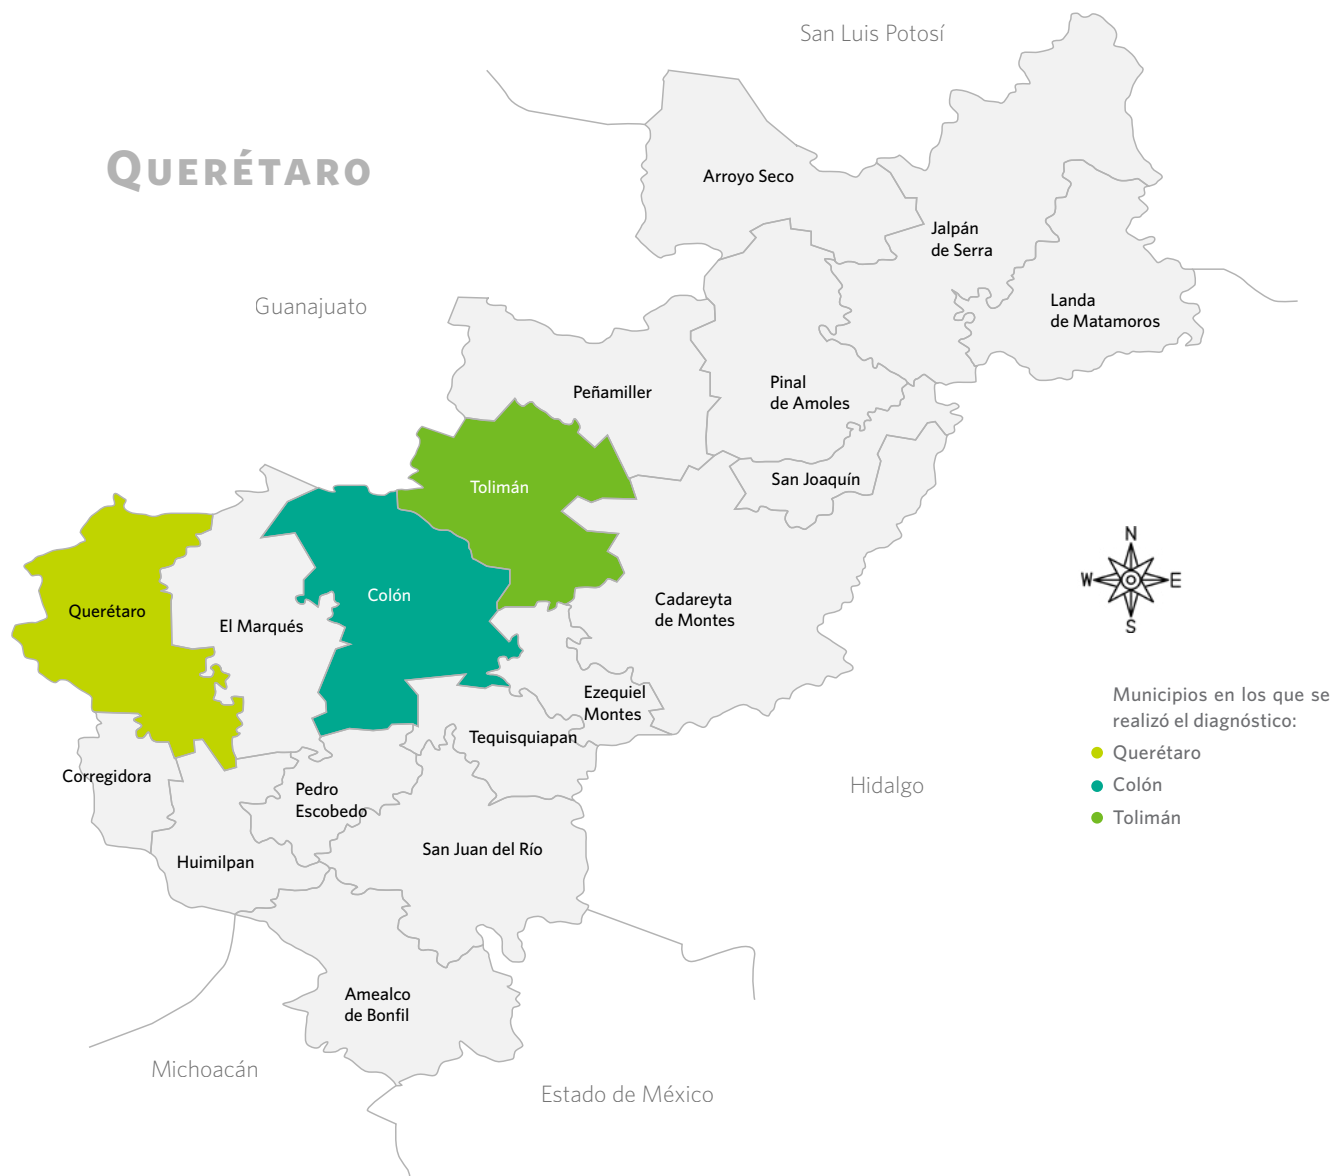 San Luis Potosí
QUERÉTARO
Arroyo Seco
Jalpán
de Serra
Guanajuato
Landa
de Matamoros
Peñamiller
Pinal
de Amoles
San Joaquín
Tolimán
N
W
E
S
Querétaro
Colón
El Marqués
Cadareyta
de Montes
Ezequiel
Montes
Municipios en los que se
realizó el diagnóstico:
Querétaro
Colón
Tolimán
Tequisquiapan
Corregidora
Pedro
Escobedo
Hidalgo
Huimilpan
San Juan del Río
Amealco
de Bonfil
Michoacán
Estado de México